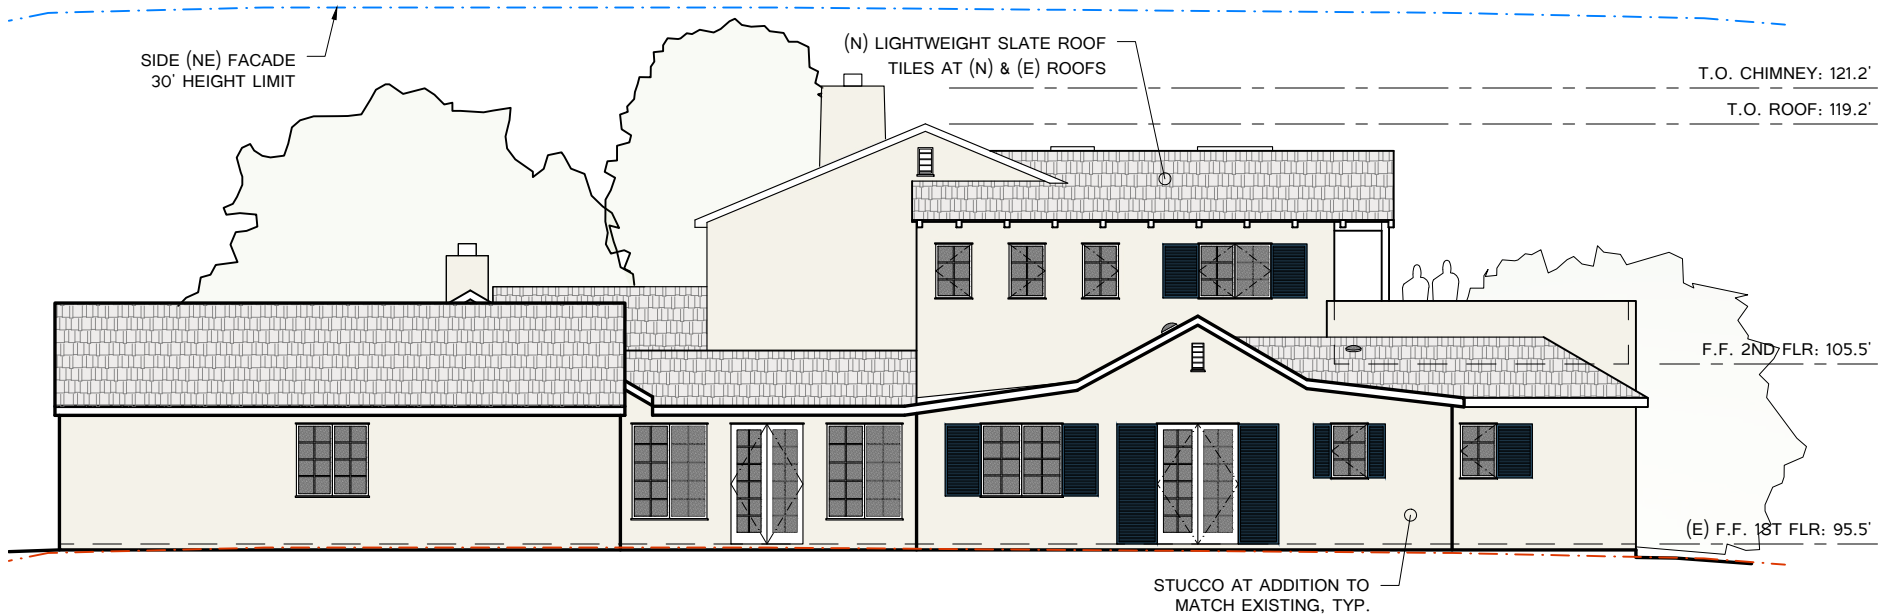 SIDE (NE) FACADE
30' HEIGHT LIMIT
(N) LIGHTWEIGHT SLATE ROOF
TILES AT (N) & (E) ROOFS
T.O. CHIMNEY: 121.2'
T.O. ROOF: 119.2'
F.F. 2ND FLR: 105.5'
(E) F.F. 1ST FLR: 95.5'
STUCCO AT ADDITION TO
MATCH EXISTING, TYP.